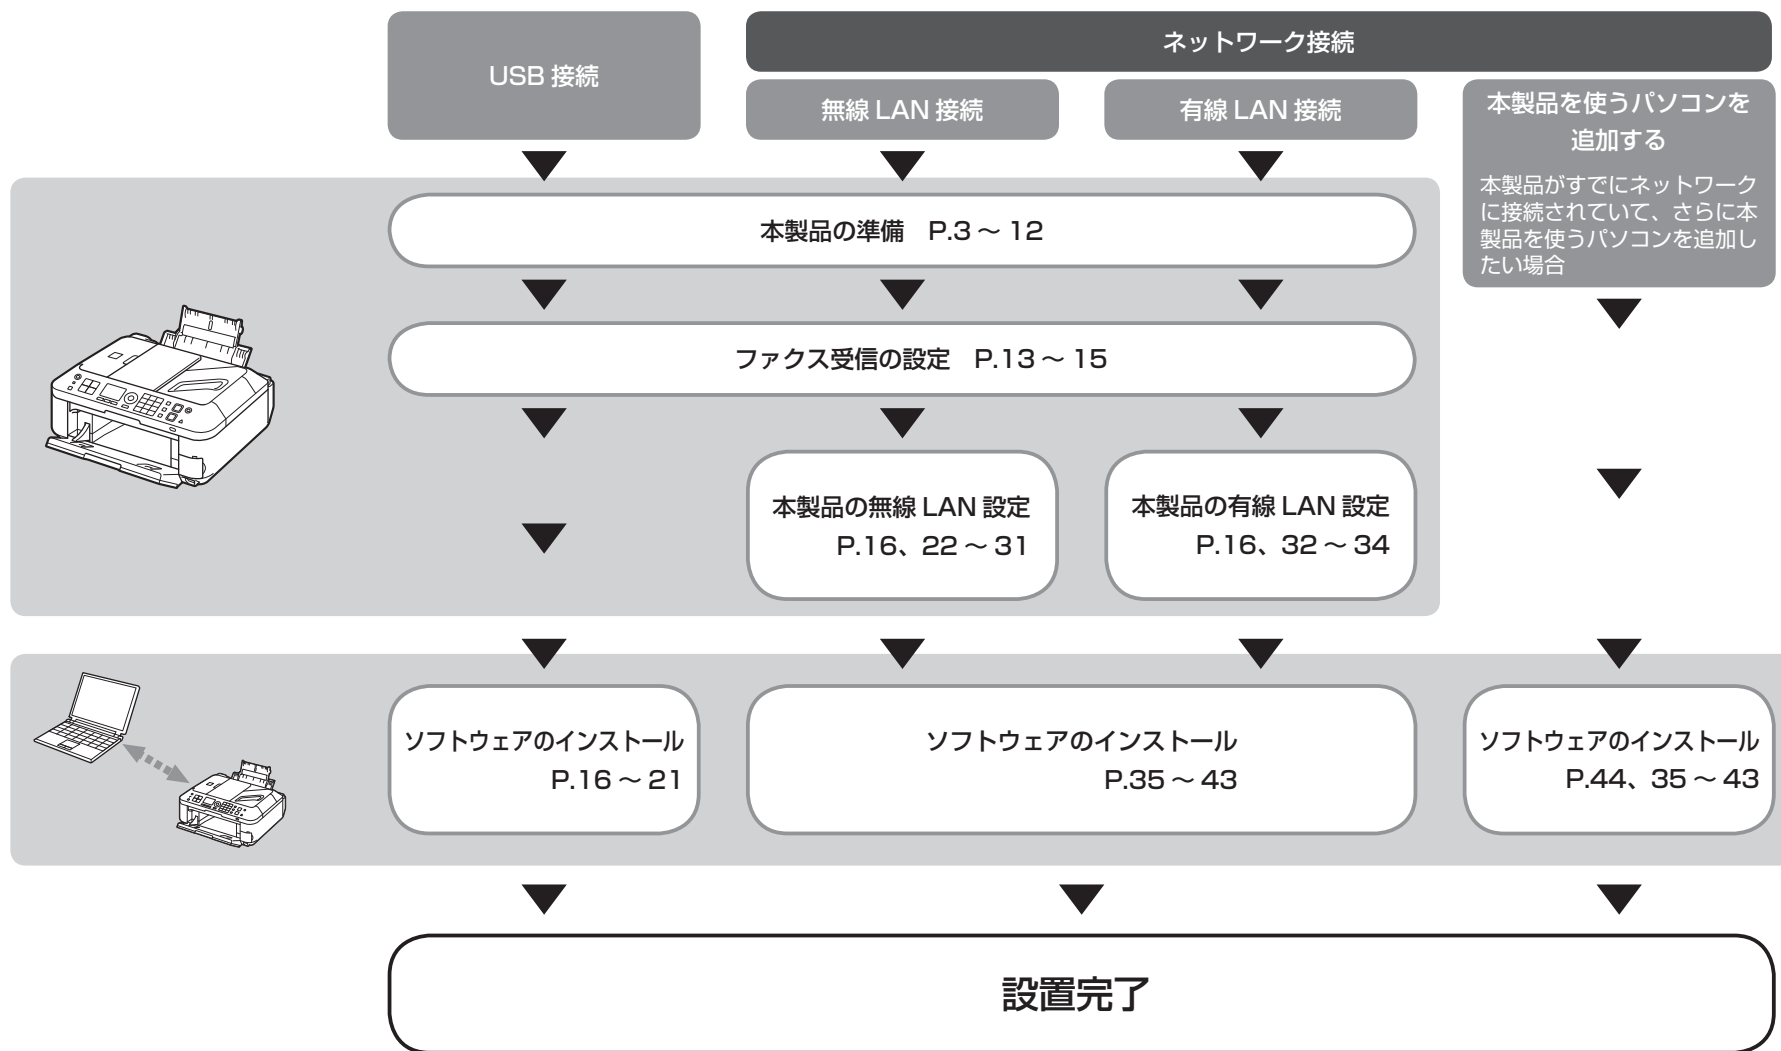 USB 接続
ネットワーク接続
無線 LAN 接続
有線 LAN 接続
本製品を使うパソコンを
追加する
本製品がすでにネットワーク
に接続されていて、さらに本
製品を使うパソコンを追加し
たい場合
本製品の準備　P.3 ～ 12
ファクス受信の設定　P.13 ～ 15
本製品の無線 LAN 設定
P.16、22 ～ 31
本製品の有線 LAN 設定
P.16、32 ～ 34
ソフトウェアのインストール
P.16 ～ 21
ソフトウェアのインストール
P.35 ～ 43
ソフトウェアのインストール
P.44、35 ～ 43
設置完了